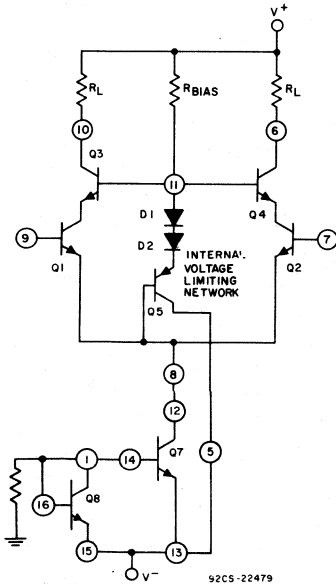 V+
RL
RBIAS
RL
10
6
Q3
11
Q4
9
D1
7
D2
Q1
INTERNAL
VOLTAGE
LIMITING
NETWORK
Q2
Q5
8
12
1
14
Q7
5
16
Q8
15
13
V-
92CS-22479